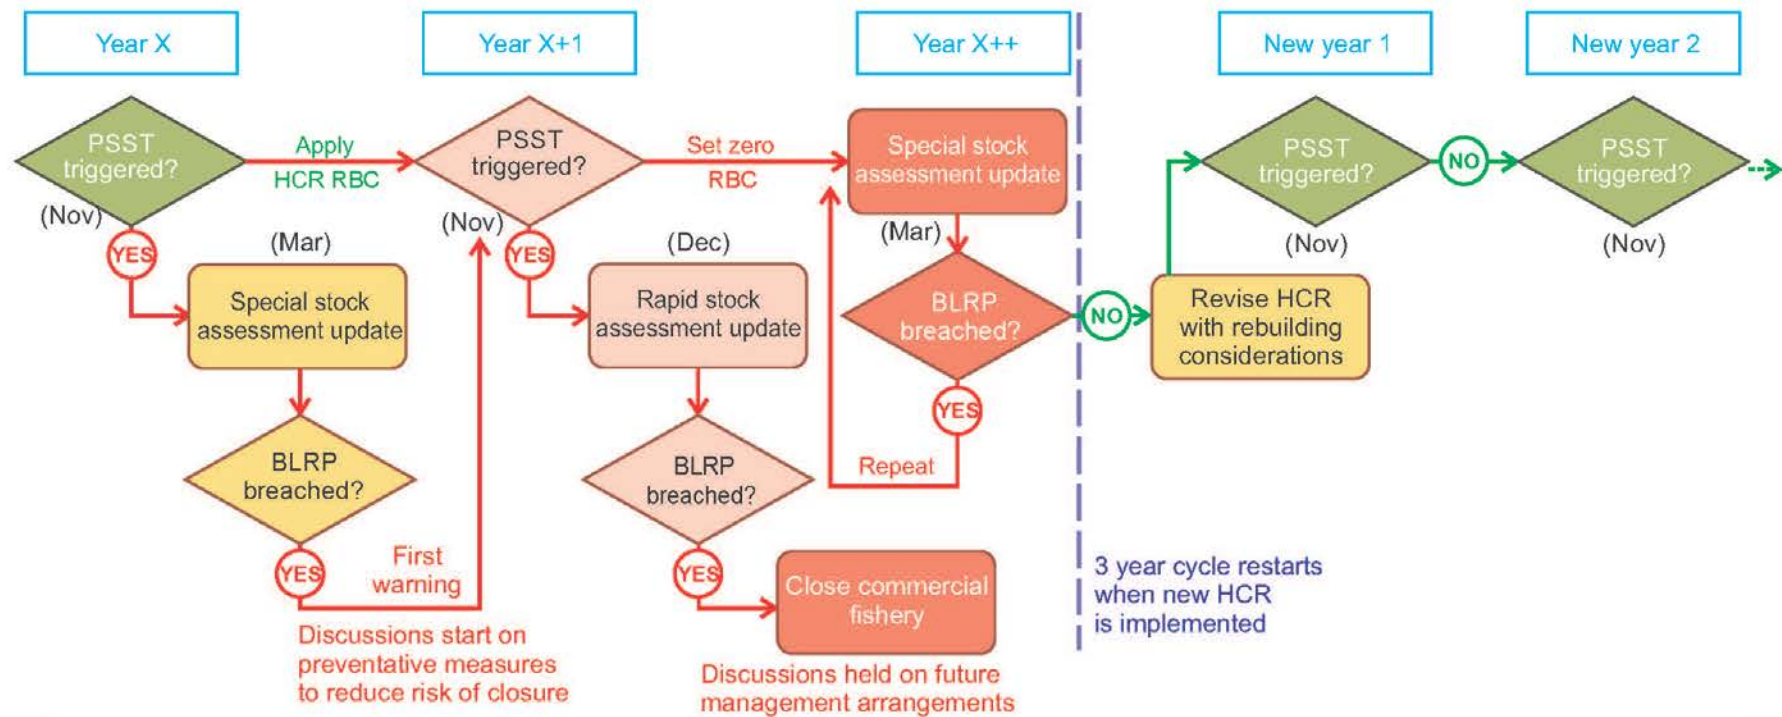 Year X
Year X+1
Year X++
New year 1
New year 2
PSST
triggered?
(Nov)
Apply
HCR RBC
PSST
triggered?
(Nov)
Set zero
RBC
Special stock
assessment update
(Mar)
PSST
triggered?
(Nov)
NO
PSST
triggered?
(Nov)
YES
(Mar)
Special stock
assessment update
YES
(Dec)
Rapid stock
assessment update
BLRP
breached?
NO
Revise HCR
with rebuilding
considerations
YES
Repeat
BLRP
breached?
YES
First
warning
Discussions start on
preventative measures
to reduce risk of closure
BLRP
breached?
YES
Close commercial
fishery
Discussions held on future
management arrangements
3 year cycle restarts
when new HCR
is implemented